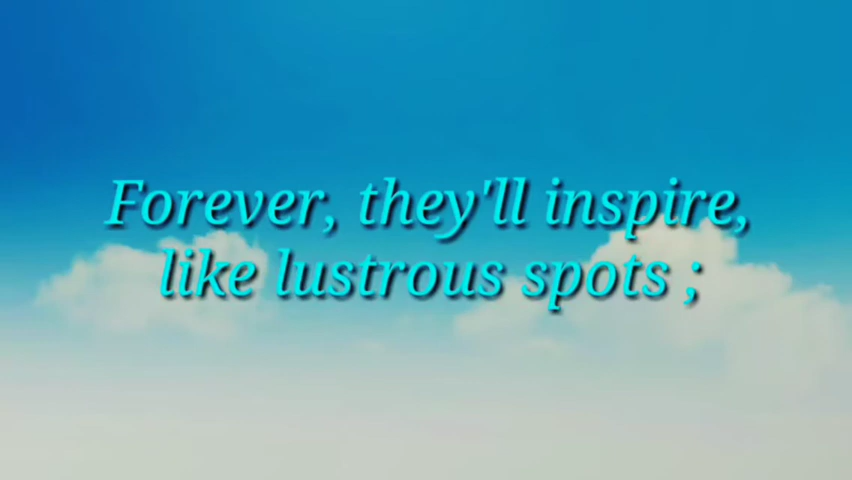 Forever, they'll inspire,
like lustrous spots ;